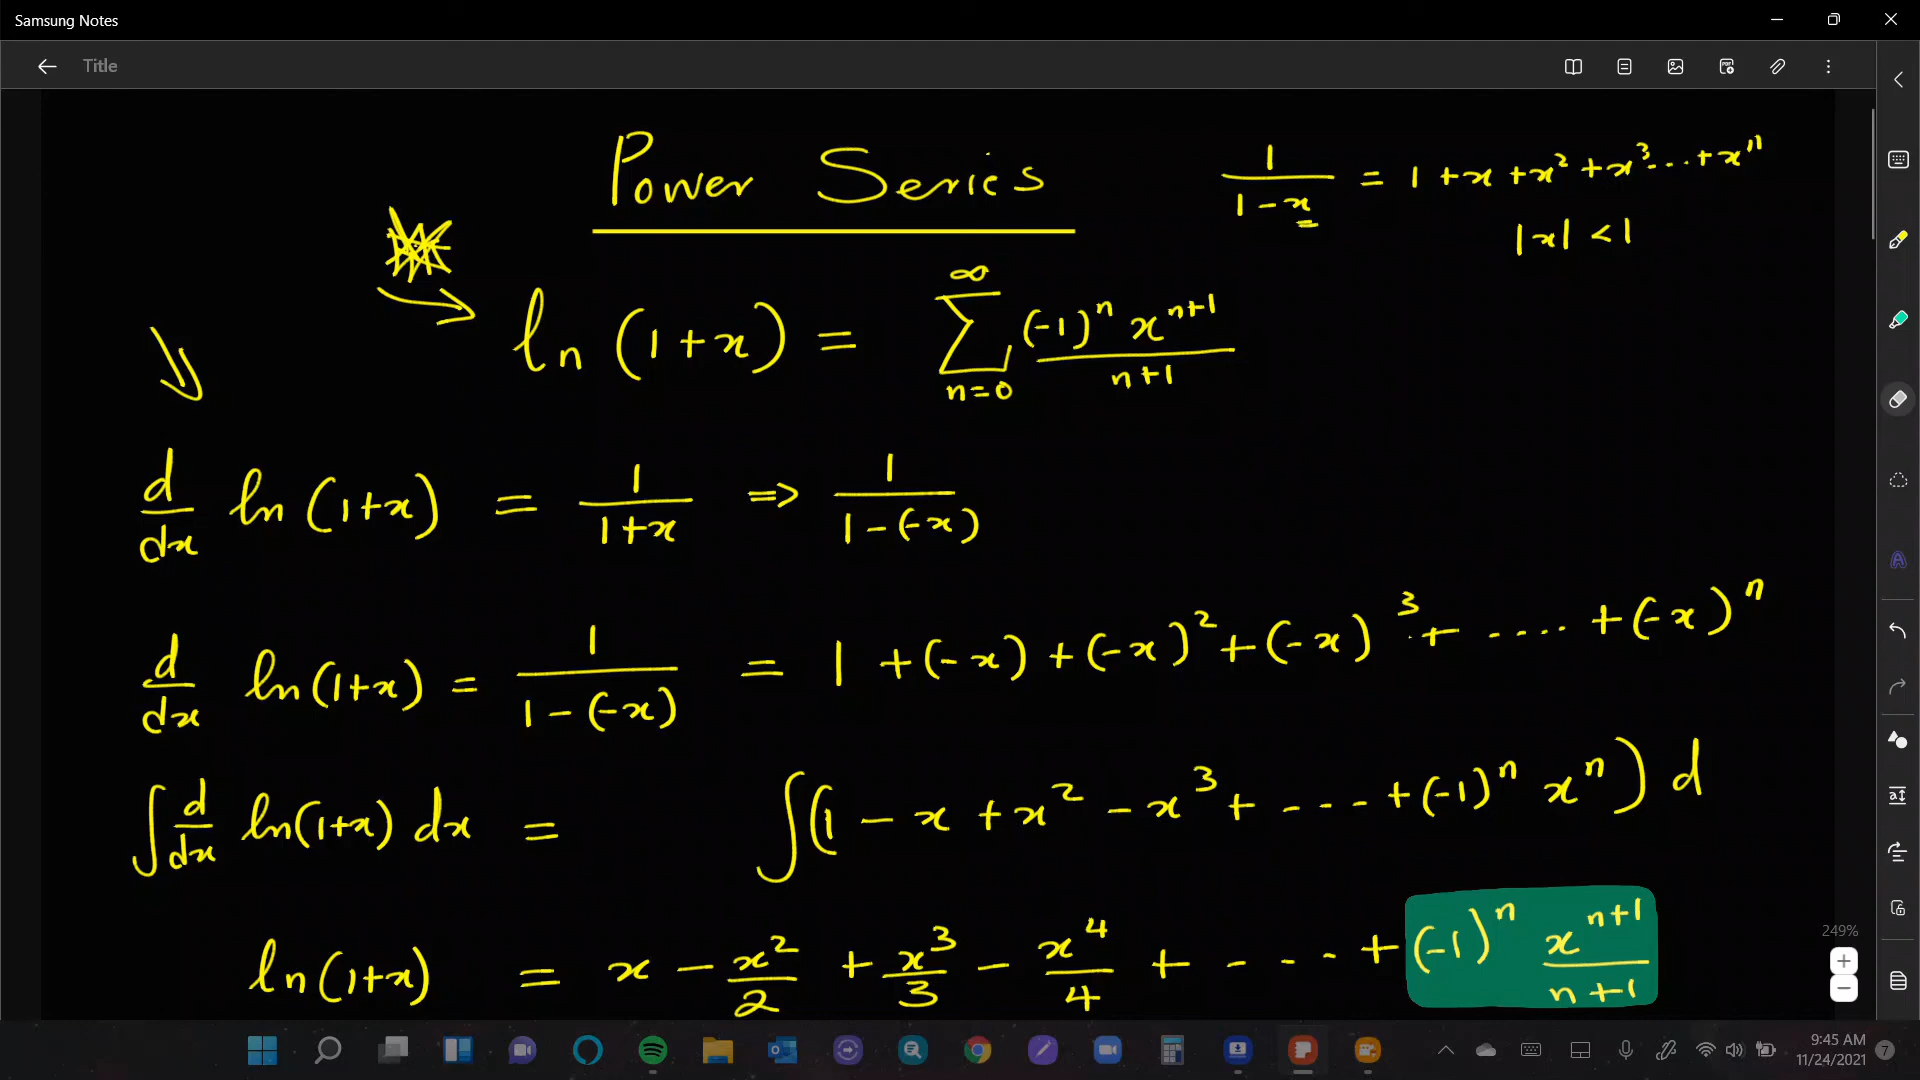 Samsung Notes
Title
Power Series
1/(1-x) = 1 + x + x² + x³ ... + xⁿ
|x| < 1
ln (1+x) = ∑_{n=0}^{∞} (-1)ⁿ xⁿ⁺¹/(n+1)
d/dx ln (1+x) = 1/(1+x) => 1/(1-(-x))
d/dx ln(1+x) = 1/(1-(-x)) = 1 + (-x) + (-x)² + (-x)³ + .... + (-x)ⁿ
∫ d/dx ln(1+x) dx = ∫(1 - x + x² - x³ + --- + (-1)ⁿ xⁿ) d
ln (1+x) = x - x²/2 + x³/3 - x⁴/4 + - - - + (-1)ⁿ xⁿ⁺¹/(n+1)
249%
9:45 AM
11/24/2021
7